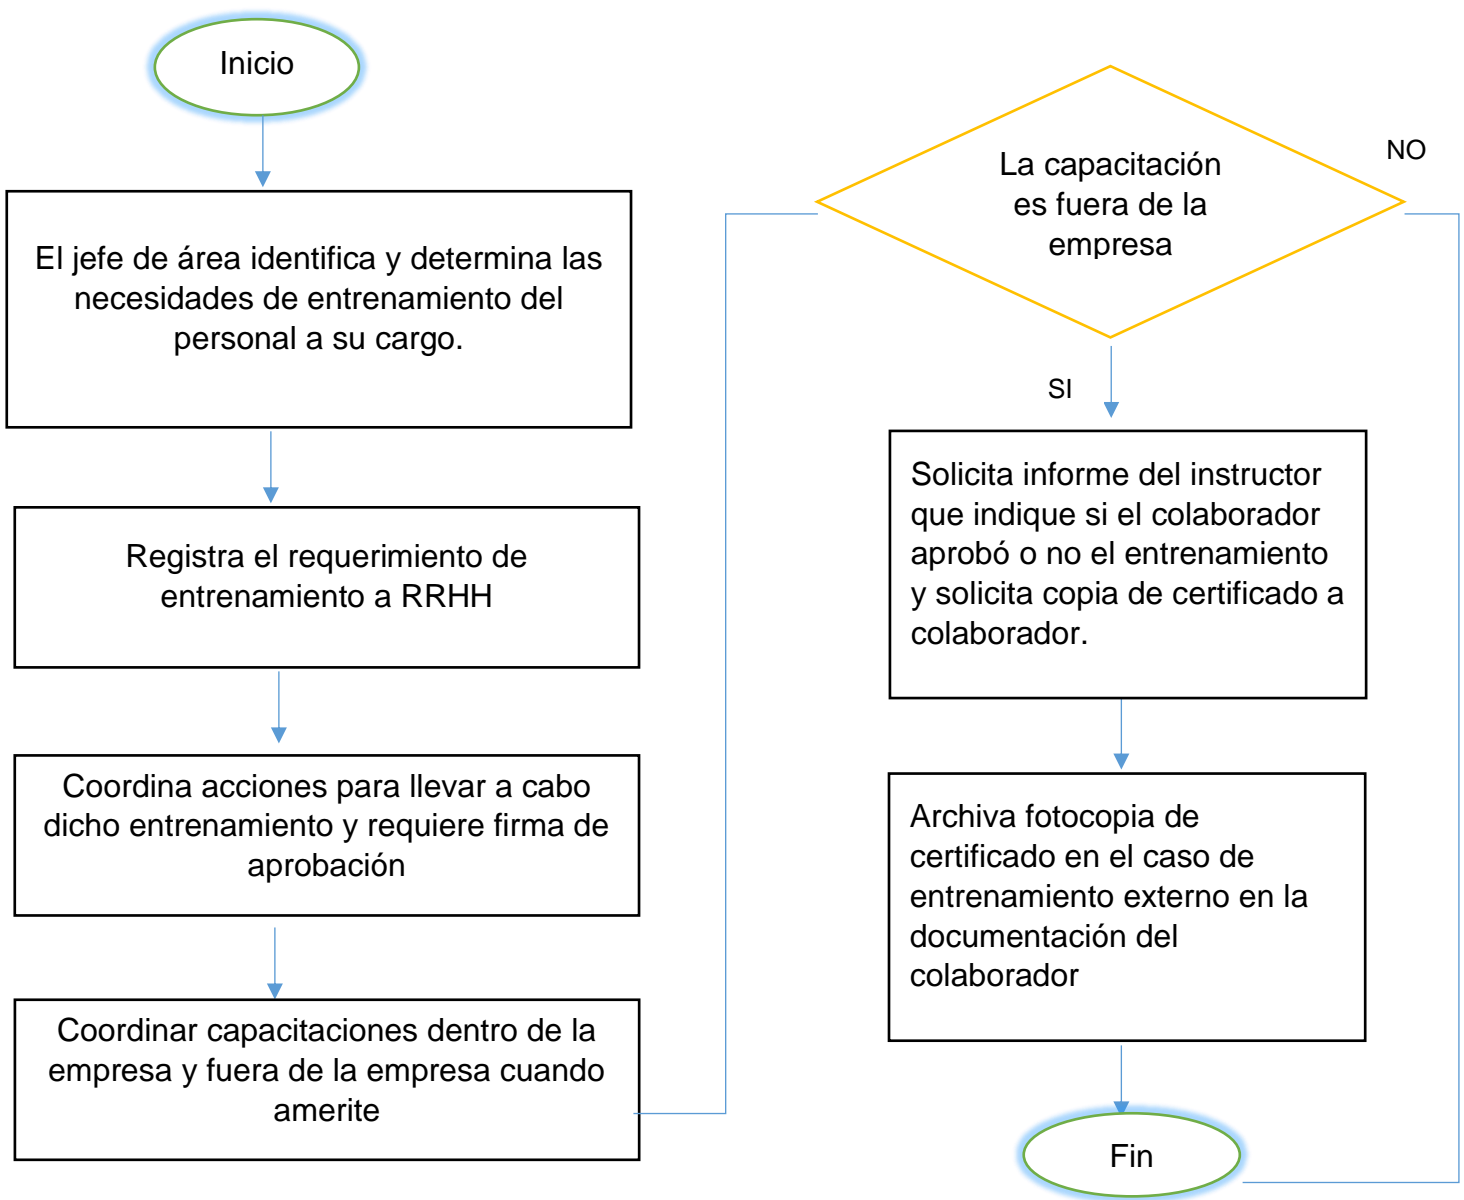 Inicio
El jefe de área identifica y determina las
necesidades de entrenamiento del
personal a su cargo.
Registra el requerimiento de
entrenamiento a RRHH
Coordina acciones para llevar a cabo
dicho entrenamiento y requiere firma de
aprobación
Coordinar capacitaciones dentro de la
empresa y fuera de la empresa cuando
amerite
La capacitación
es fuera de la
empresa
NO
SI
Solicita informe del instructor
que indique si el colaborador
aprobó o no el entrenamiento
y solicita copia de certificado a
colaborador.
Archiva fotocopia de
certificado en el caso de
entrenamiento externo en la
documentación del
colaborador
Fin